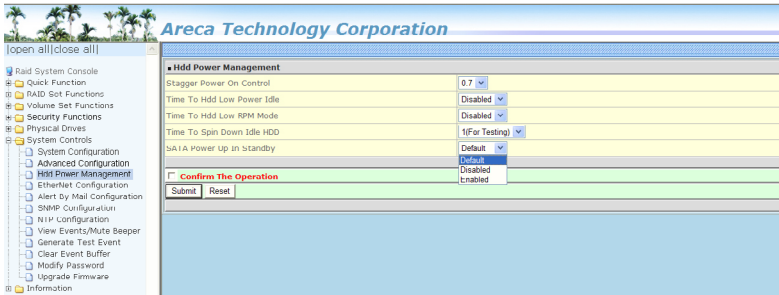 Areca Technology Corporation
|open all|close all|
Raid System Console
Quick Function
RAID Set Functions
Volume Set Functions
Security Functions
Physical Drives
System Controls
System Configuration
Advanced Configuration
Hdd Power Management
EtherNet Configuration
Alert By Mail Configuration
SNMP Configuration
NTP Configuration
View Events/Mute Beeper
Generate Test Event
Clear Event Buffer
Modify Password
Upgrade Firmware
Information
Hdd Power Management
Stagger Power On Control 0.7
Time To Hdd Low Power Idle Disabled
Time To Hdd Low RPM Mode Disabled
Time To Spin Down Idle HDD 1(For Testing)
SATA Power Up In Standby Default
Default
Disabled
Enabled
Confirm The Operation
Submit Reset